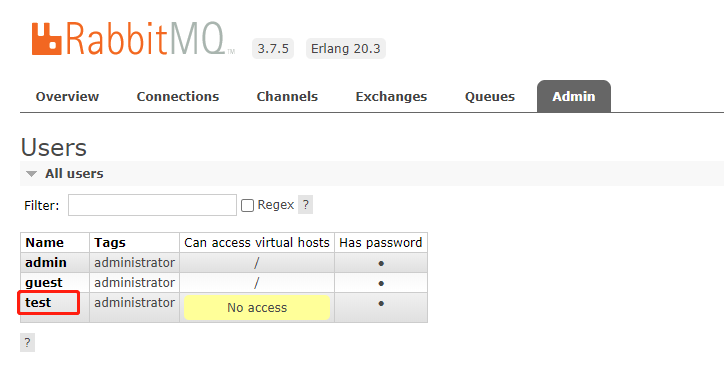 RabbitMQ™ 3.7.5 Erlang 20.3
Overview Connections Channels Exchanges Queues Admin
Users
All users
Filter: Regex ?
Name Tags Can access virtual hosts Has password
admin administrator / •
guest administrator / •
test administrator No access •
?